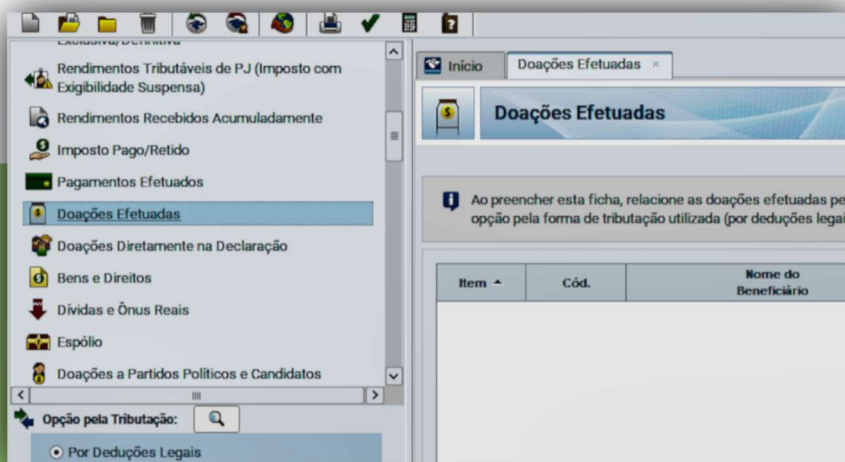 Exclusiva/Definitiva
Rendimentos Tributáveis de PJ (Imposto com
Exigibilidade Suspensa)
Rendimentos Recebidos Acumuladamente
Imposto Pago/Retido
Pagamentos Efetuados
Doações Efetuadas
Doações Diretamente na Declaração
Bens e Direitos
Dívidas e Ônus Reais
Espólio
Doações a Partidos Políticos e Candidatos
Opção pela Tributação:
Por Deduções Legais
Início
Doações Efetuadas ×
Doações Efetuadas
Ao preencher esta ficha, relacione as doações efetuadas pe
opção pela forma de tributação utilizada (por deduções legai
Item Cód. Nome do
Beneficiário